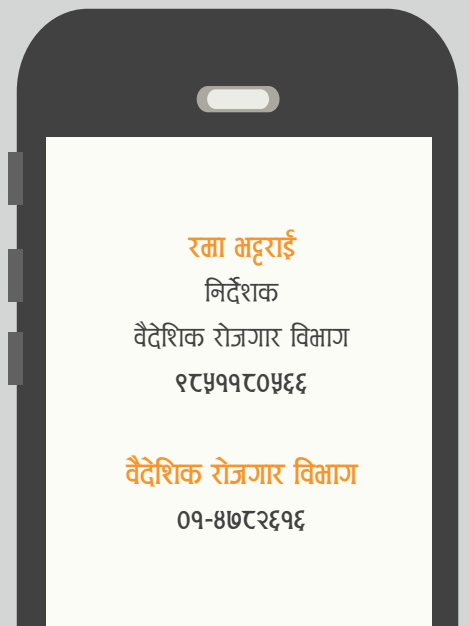 रमा भट्टराई
निर्देशक
वैदेशिक रोजगार विभाग
९८५११८०५६६
वैदेशिक रोजगार विभाग
०१-४७८२६१६